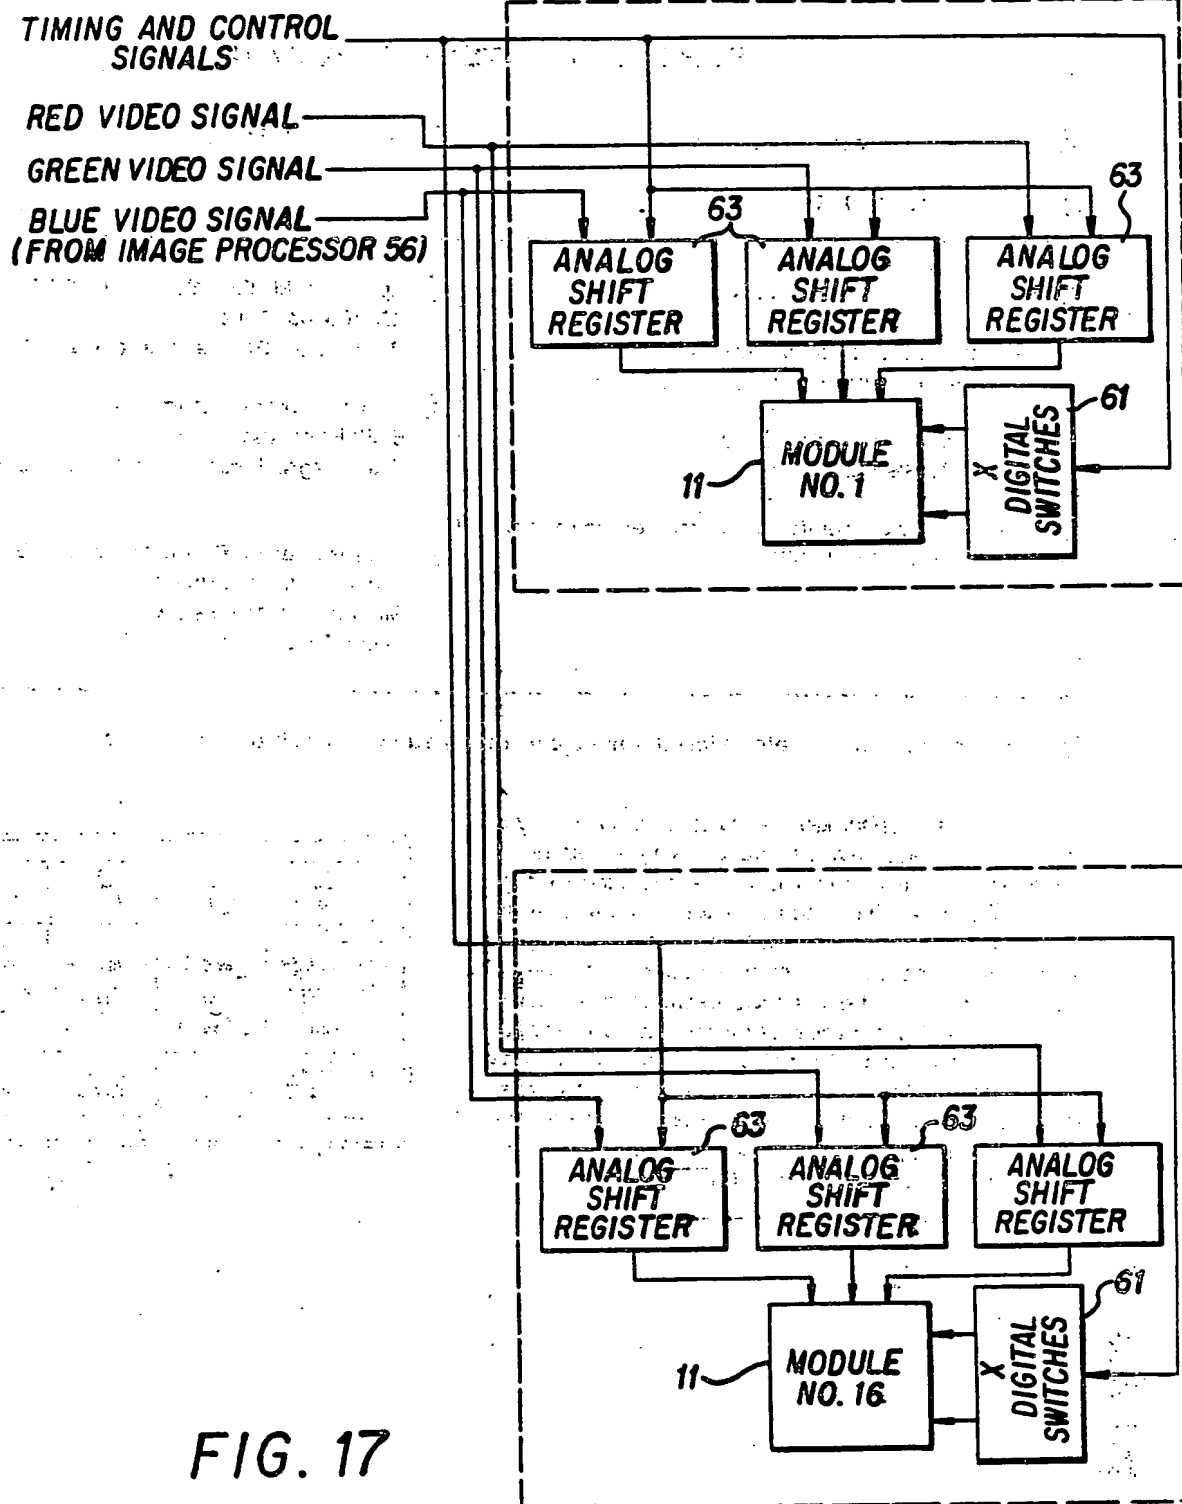 TIMING AND CONTROL
SIGNALS
RED VIDEO SIGNAL
GREEN VIDEO SIGNAL
BLUE VIDEO SIGNAL
(FROM IMAGE PROCESSOR 56)
63
63
ANALOG
SHIFT
REGISTER
ANALOG
SHIFT
REGISTER
ANALOG
SHIFT
REGISTER
11
MODULE
NO. 1
X
DIGITAL
SWITCHES
61
63
63
ANALOG
SHIFT
REGISTER
ANALOG
SHIFT
REGISTER
ANALOG
SHIFT
REGISTER
11
MODULE
NO. 16
X
DIGITAL
SWITCHES
61
FIG. 17